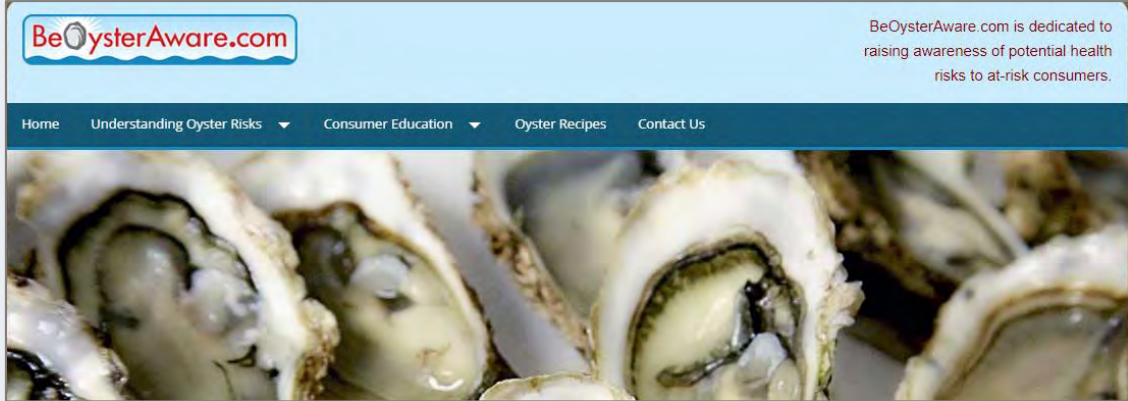 BeOysterAware.com
BeOysterAware.com is dedicated to
raising awareness of potential health
risks to at-risk consumers.
Home Understanding Oyster Risks Consumer Education Oyster Recipes Contact Us